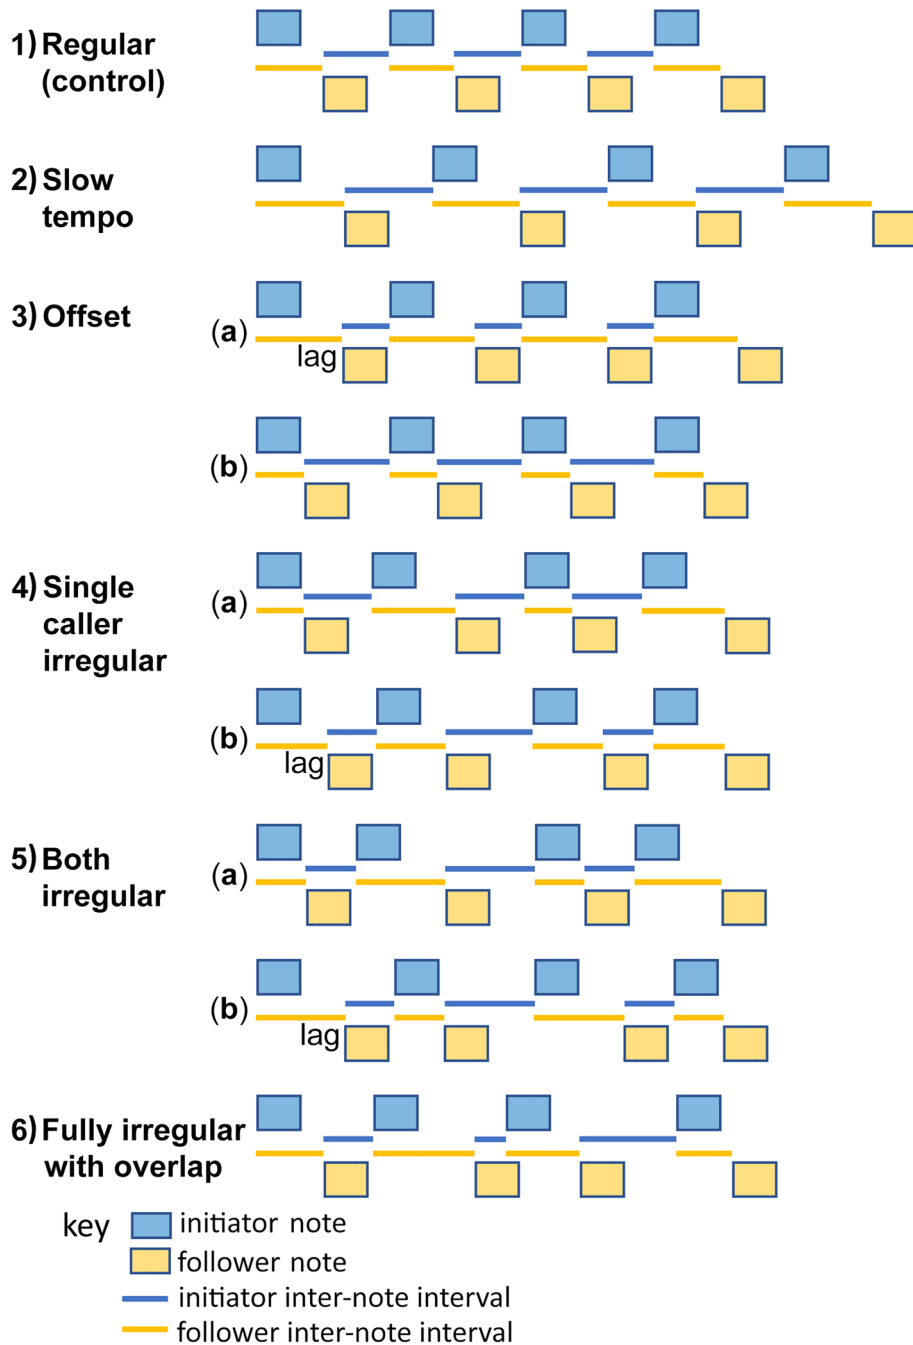 1) Regular
(control)
2) Slow
tempo
3) Offset
(a)
lag
(b)
4) Single
caller
irregular
(a)
(b)
lag
5) Both
irregular
(a)
(b)
lag
6) Fully irregular
with overlap
key
initiator note
follower note
initiator inter-note interval
follower inter-note interval